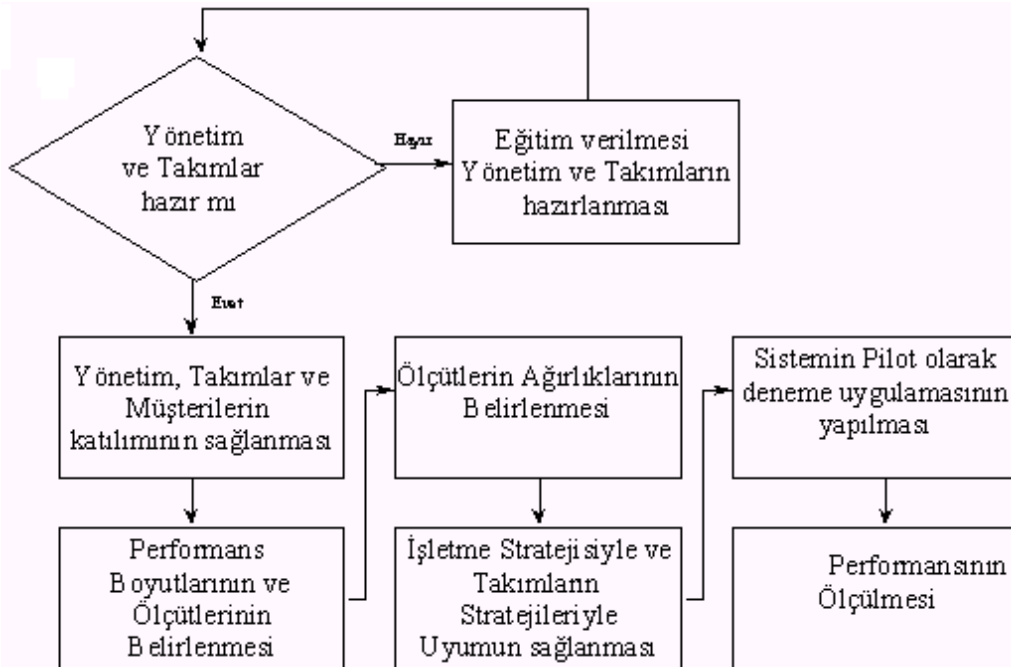 Yönetim
ve Takımlar
hazır mı
Hayır
Eğitim verilmesi
Yönetim ve Takımların
hazırlanması
Evet
Yönetim, Takımlar ve
Müşterilerin
katılımının sağlanması
Ölçütlerin Ağırlıklarının
Belirlenmesi
Sistemin Pilot olarak
deneme uygulamasının
yapılması
Performans
Boyutlarının ve
Ölçütlerinin
Belirlenmesi
İşletme Stratejisiyle ve
Takımların
Stratejileriyle
Uyumun sağlanması
Performansının
Ölçülmesi